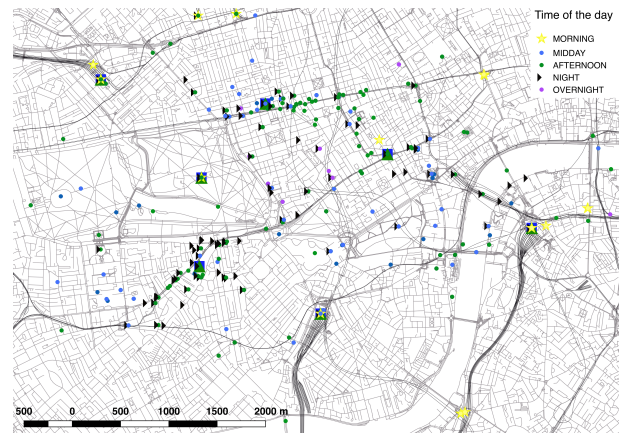 Time of the day
MORNING
MIDDAY
AFTERNOON
NIGHT
OVERNIGHT
500 0 500 1000 1500 2000 m